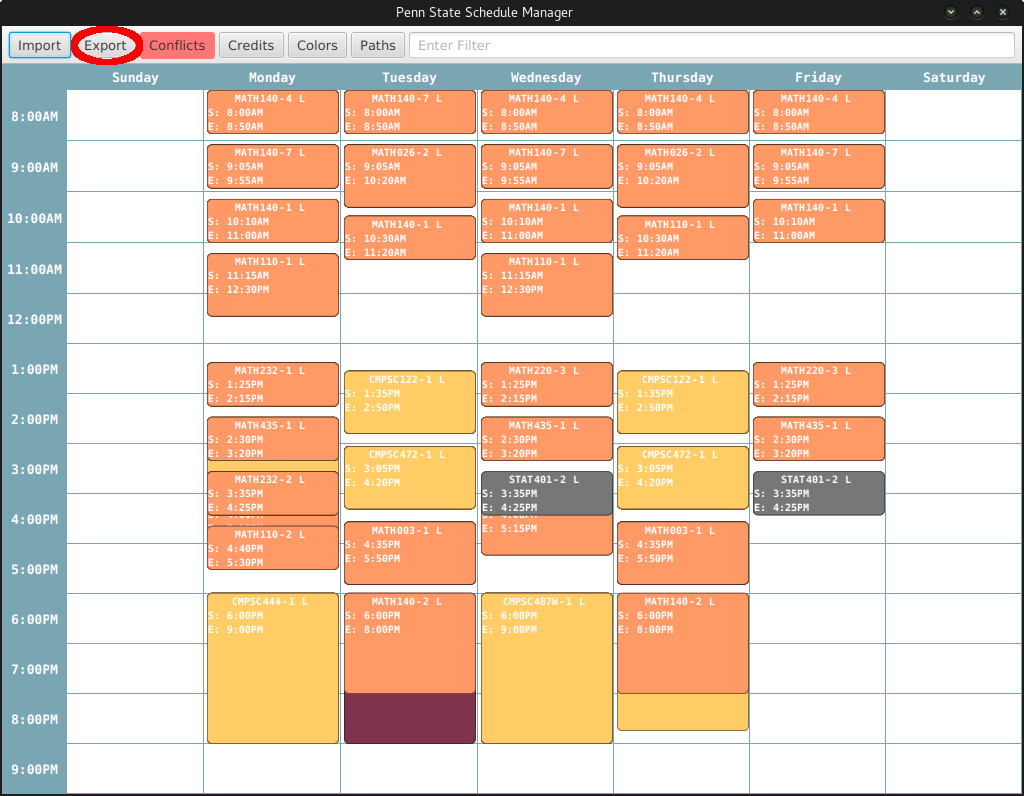 Penn State Schedule Manager
Import Export Conflicts Credits Colors Paths Enter Filter
Sunday Monday Tuesday Wednesday Thursday Friday Saturday
8:00AM
9:00AM
10:00AM
11:00AM
12:00PM
1:00PM
2:00PM
3:00PM
4:00PM
5:00PM
6:00PM
7:00PM
8:00PM
9:00PM
MATH140-4 L
S: 8:00AM
E: 8:50AM
MATH140-7 L
S: 9:05AM
E: 9:55AM
MATH140-1 L
S: 10:10AM
E: 11:00AM
MATH110-1 L
S: 11:15AM
E: 12:30PM
MATH232-1 L
S: 1:25PM
E: 2:15PM
MATH435-1 L
S: 2:30PM
E: 3:20PM
MATH232-2 L
S: 3:35PM
E: 4:25PM
MATH110-2 L
S: 4:40PM
E: 5:30PM
CMPSC444-1 L
S: 6:00PM
E: 9:00PM
MATH140-7 L
S: 8:00AM
E: 8:50AM
MATH026-2 L
S: 9:05AM
E: 10:20AM
MATH140-1 L
S: 10:30AM
E: 11:20AM
CMPSC122-1 L
S: 1:35PM
E: 2:50PM
CMPSC472-1 L
S: 3:05PM
E: 4:20PM
MATH003-1 L
S: 4:35PM
E: 5:50PM
MATH140-2 L
S: 6:00PM
E: 8:00PM
MATH140-4 L
S: 8:00AM
E: 8:50AM
MATH140-7 L
S: 9:05AM
E: 9:55AM
MATH140-1 L
S: 10:10AM
E: 11:00AM
MATH110-1 L
S: 11:15AM
E: 12:30PM
MATH220-3 L
S: 1:25PM
E: 2:15PM
MATH435-1 L
S: 2:30PM
E: 3:20PM
STAT401-2 L
S: 3:35PM
E: 4:25PM
E: 5:15PM
CMPSC487W-1 L
S: 6:00PM
E: 9:00PM
MATH140-4 L
S: 8:00AM
E: 8:50AM
MATH026-2 L
S: 9:05AM
E: 10:20AM
MATH110-1 L
S: 10:30AM
E: 11:20AM
CMPSC122-1 L
S: 1:35PM
E: 2:50PM
CMPSC472-1 L
S: 3:05PM
E: 4:20PM
MATH003-1 L
S: 4:35PM
E: 5:50PM
MATH140-2 L
S: 6:00PM
E: 8:00PM
MATH140-4 L
S: 8:00AM
E: 8:50AM
MATH140-7 L
S: 9:05AM
E: 9:55AM
MATH140-1 L
S: 10:10AM
E: 11:00AM
MATH220-3 L
S: 1:25PM
E: 2:15PM
MATH435-1 L
S: 2:30PM
E: 3:20PM
STAT401-2 L
S: 3:35PM
E: 4:25PM